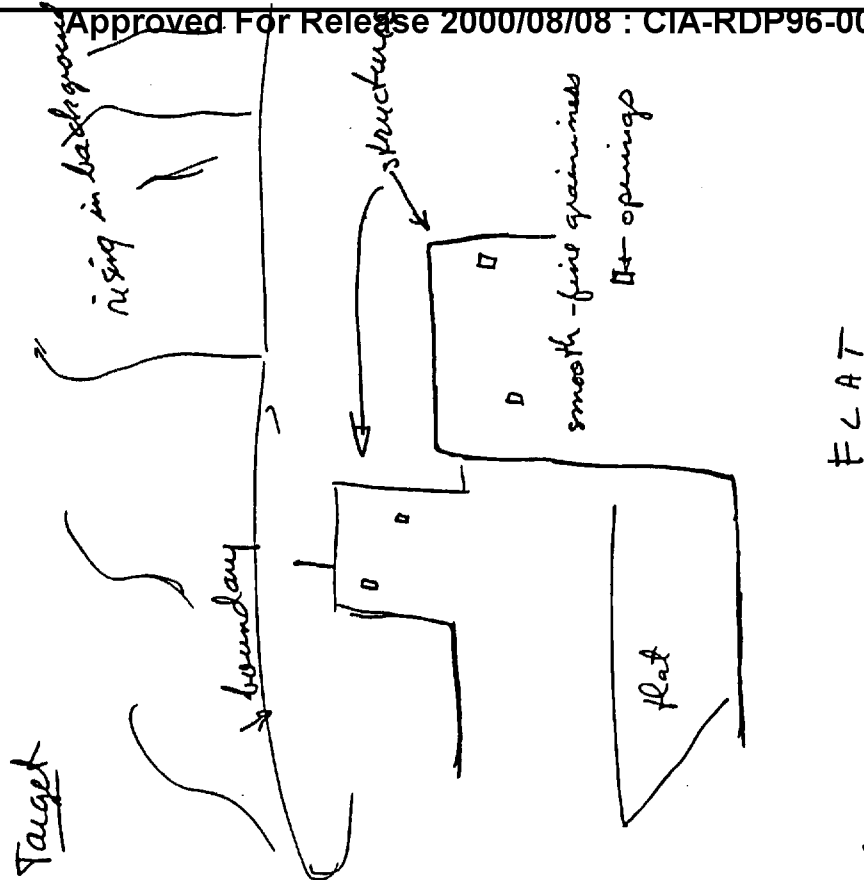 Approved For Release 2000/08/08 : CIA-RDP96-00
Target
rising in background
boundary
structures
smooth - fine graininess
openings
flat
FLAT